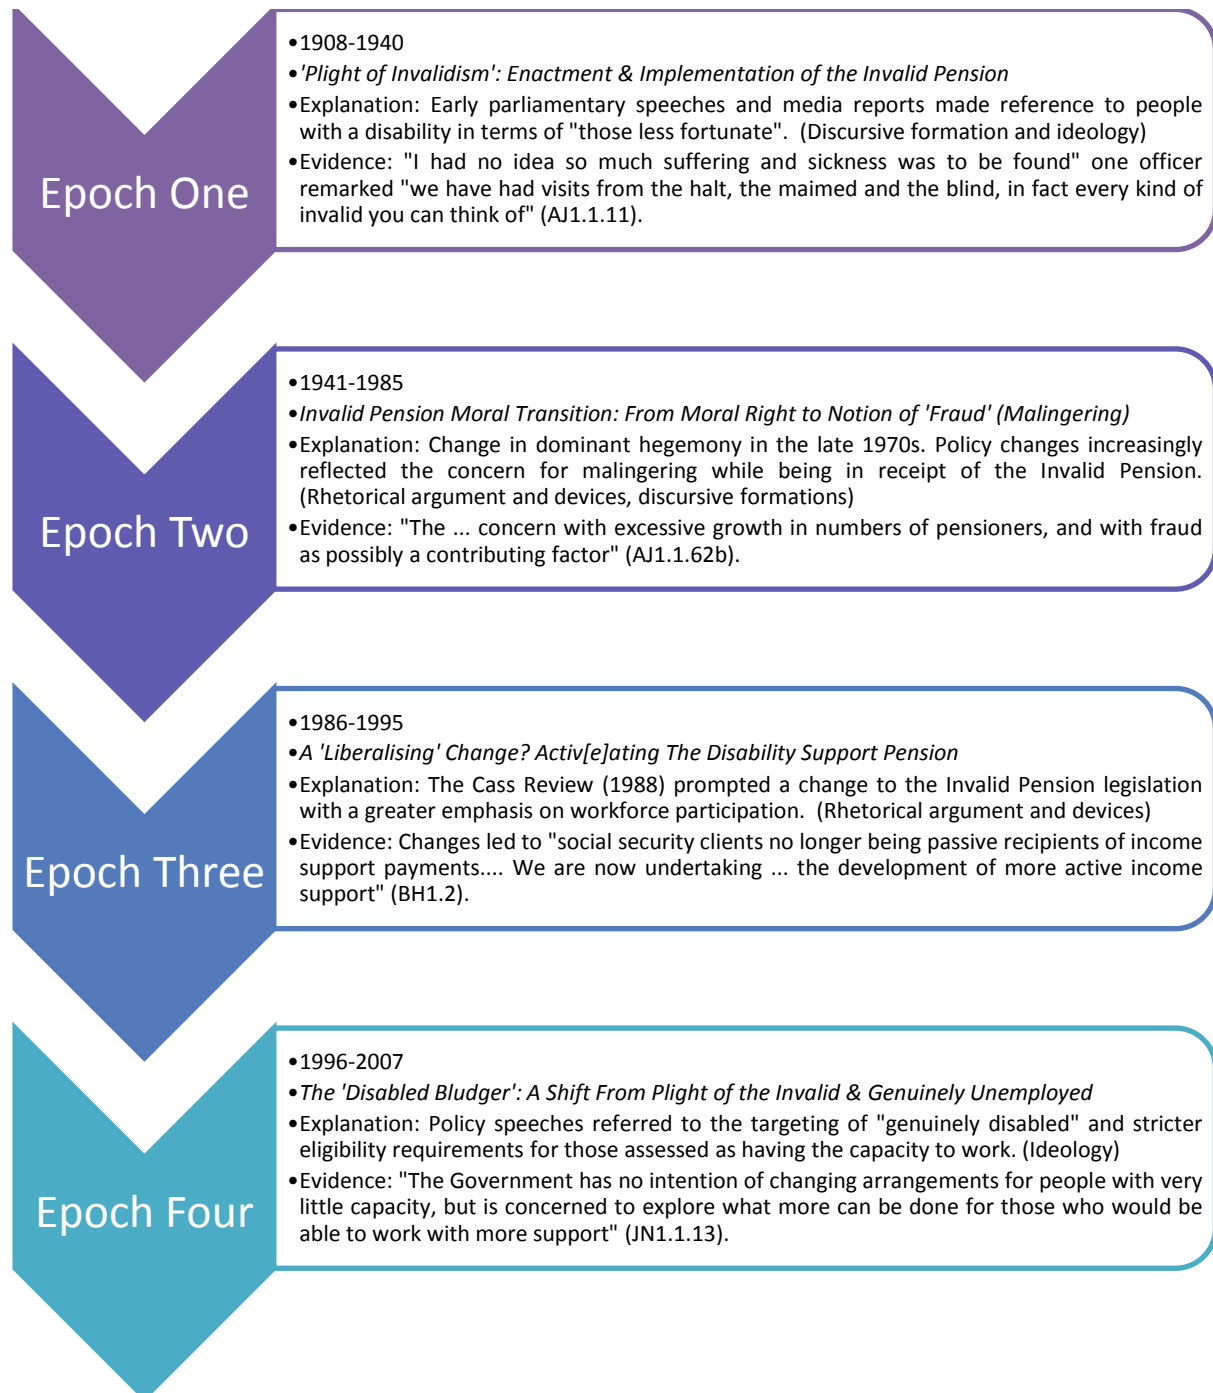 Epoch One
•1908-1940
•'Plight of Invalidism': Enactment & Implementation of the Invalid Pension
•Explanation: Early parliamentary speeches and media reports made reference to people
with a disability in terms of "those less fortunate". (Discursive formation and ideology)
•Evidence: "I had no idea so much suffering and sickness was to be found" one officer
remarked "we have had visits from the halt, the maimed and the blind, in fact every kind of
invalid you can think of" (AJ1.1.11).
Epoch Two
•1941-1985
•Invalid Pension Moral Transition: From Moral Right to Notion of 'Fraud' (Malingering)
•Explanation: Change in dominant hegemony in the late 1970s. Policy changes increasingly
reflected the concern for malingering while being in receipt of the Invalid Pension.
(Rhetorical argument and devices, discursive formations)
•Evidence: "The ... concern with excessive growth in numbers of pensioners, and with fraud
as possibly a contributing factor" (AJ1.1.62b).
Epoch Three
•1986-1995
•A 'Liberalising' Change? Activ[e]ating The Disability Support Pension
•Explanation: The Cass Review (1988) prompted a change to the Invalid Pension legislation
with a greater emphasis on workforce participation. (Rhetorical argument and devices)
•Evidence: Changes led to "social security clients no longer being passive recipients of income
support payments.... We are now undertaking ... the development of more active income
support" (BH1.2).
Epoch Four
•1996-2007
•The 'Disabled Bludger': A Shift From Plight of the Invalid & Genuinely Unemployed
•Explanation: Policy speeches referred to the targeting of "genuinely disabled" and stricter
eligibility requirements for those assessed as having the capacity to work. (Ideology)
•Evidence: "The Government has no intention of changing arrangements for people with very
little capacity, but is concerned to explore what more can be done for those who would be
able to work with more support" (JN1.1.13).